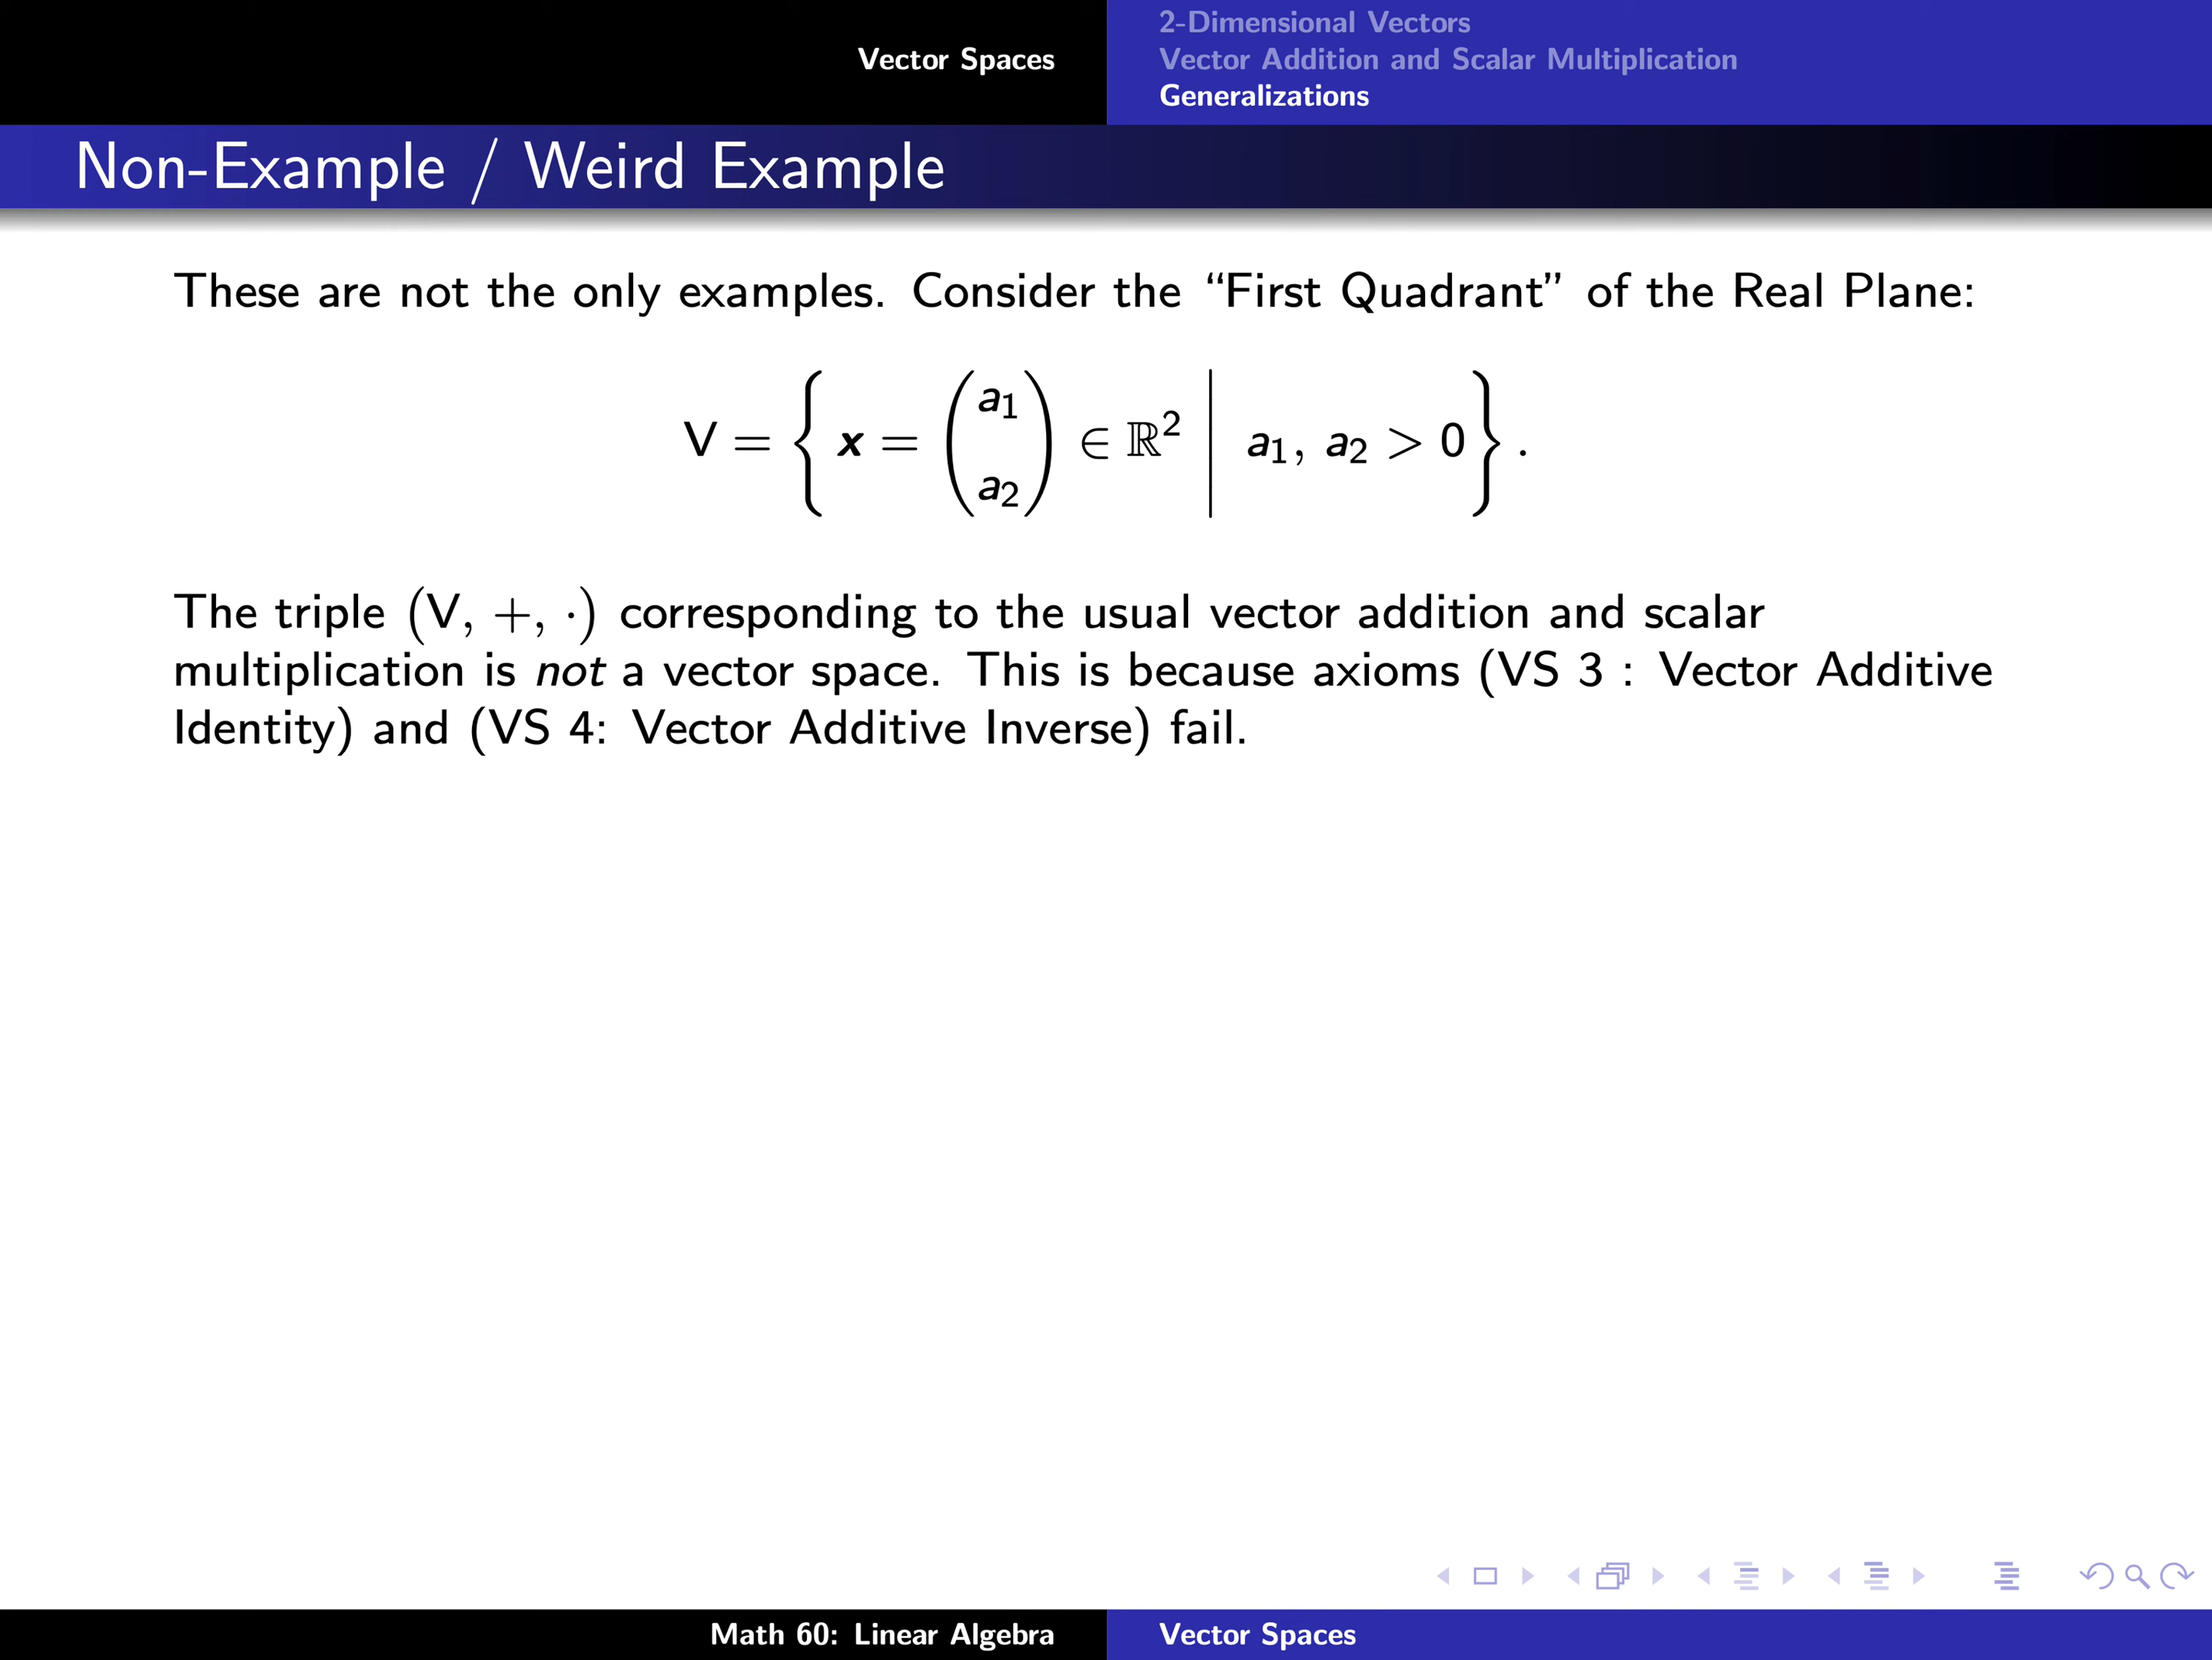 Vector Spaces
2-Dimensional Vectors
Vector Addition and Scalar Multiplication
Generalizations
Non-Example / Weird Example
These are not the only examples. Consider the “First Quadrant” of the Real Plane:
V = { x = ( a₁ a₂ ) ∈ ℝ² | a₁, a₂ > 0 } .
The triple (V, +, ·) corresponding to the usual vector addition and scalar
multiplication is not a vector space. This is because axioms (VS 3 : Vector Additive
Identity) and (VS 4: Vector Additive Inverse) fail.
Math 60: Linear Algebra
Vector Spaces